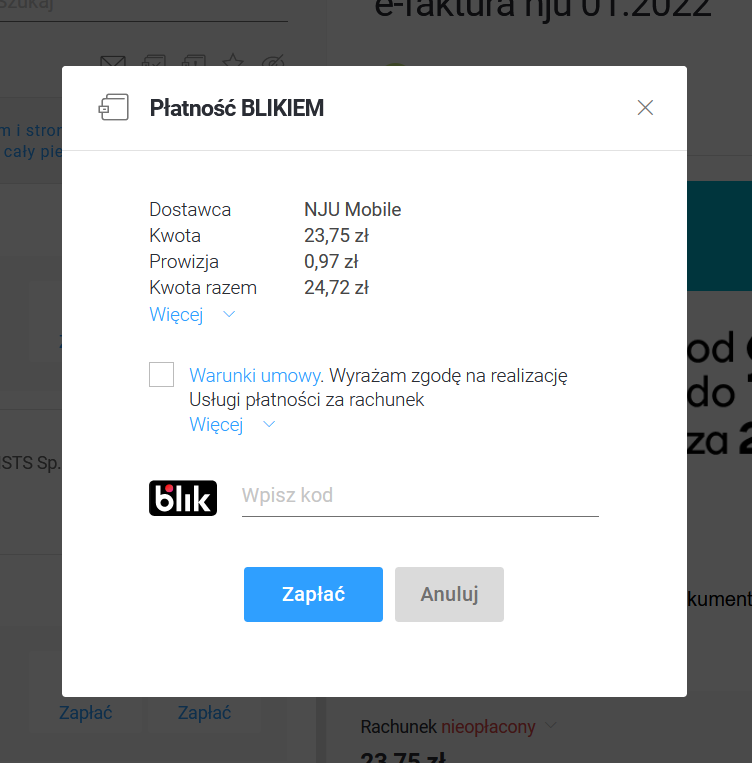 Szukaj
e-faktura nju 01.2022
m i stron
cały pie
Płatność BLIKIEM
Dostawca NJU Mobile
Kwota 23,75 zł
Prowizja 0,97 zł
Kwota razem 24,72 zł
Więcej
Warunki umowy. Wyrażam zgodę na realizację
Usługi płatności za rachunek
Więcej
od
do
za 2
STS Sp.
blik Wpisz kod
Zapłać Anuluj
kument
Zapłać Zapłać
Rachunek nieopłacony
23,75 zł